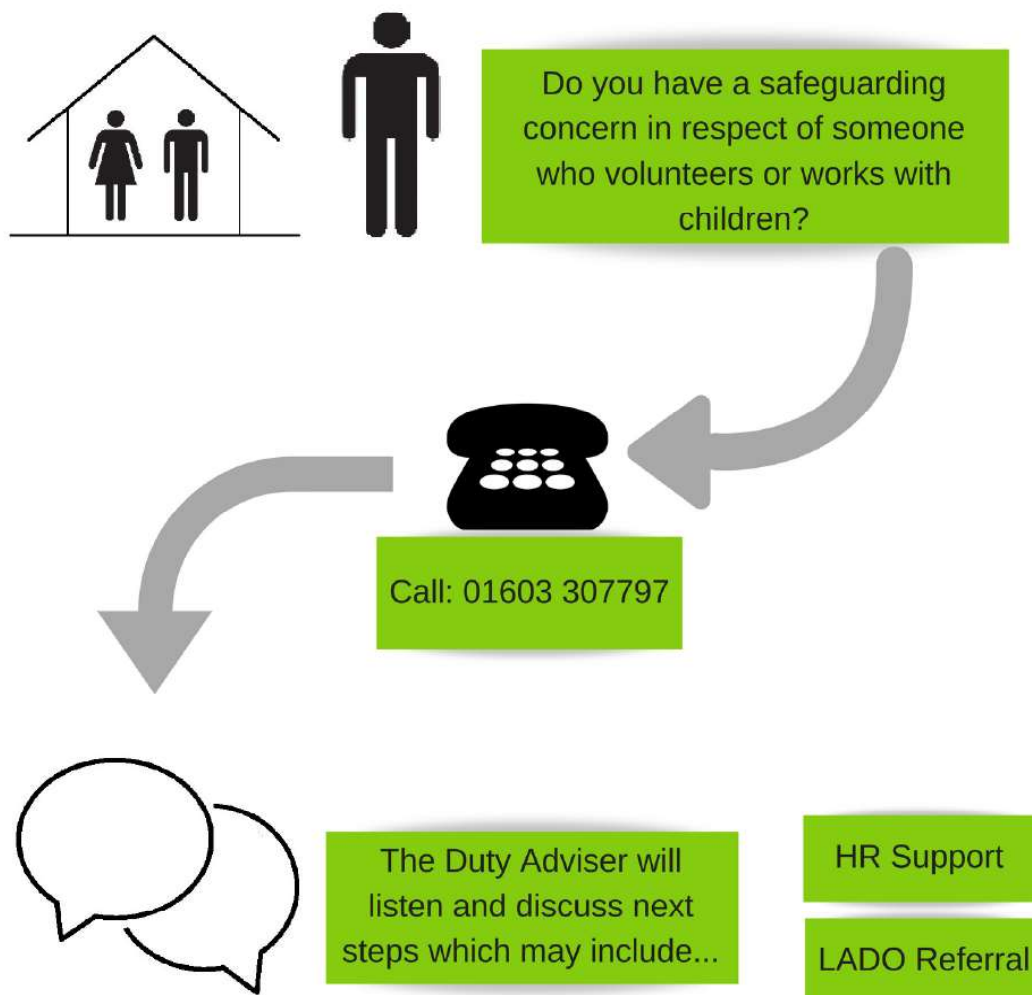 Do you have a safeguarding
concern in respect of someone
who volunteers or works with
children?
Call: 01603 307797
The Duty Adviser will
listen and discuss next
steps which may include...
HR Support
LADO Referral